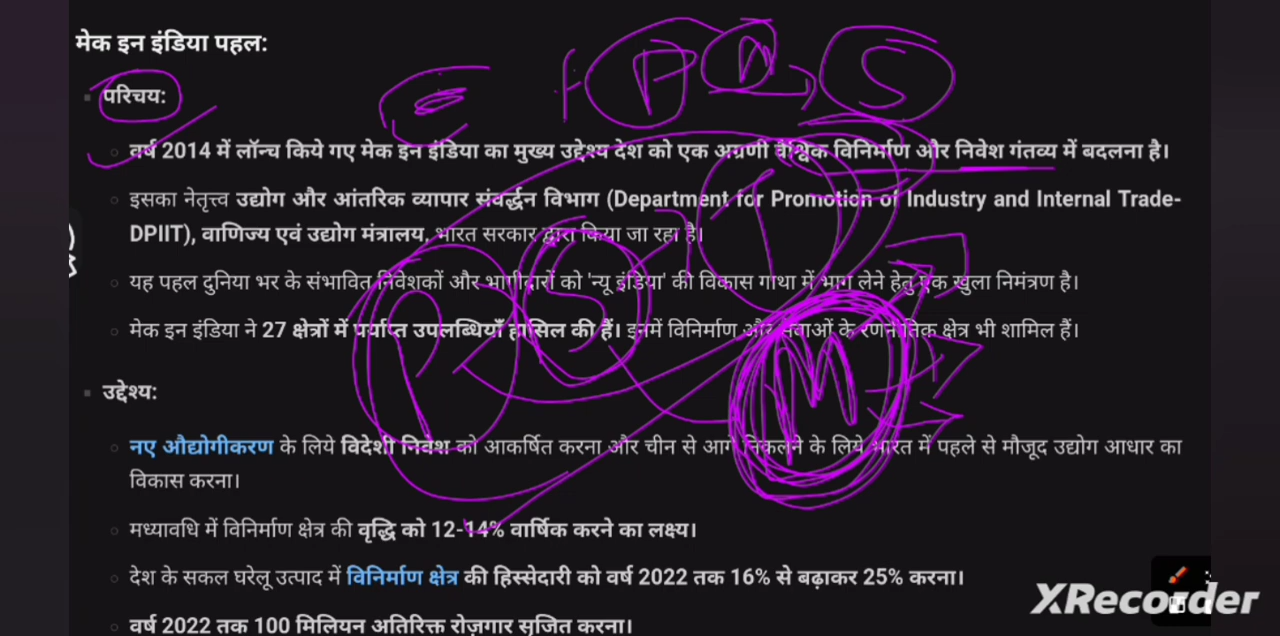 मेक इन इंडिया पहल:
परिचय:
वर्ष 2014 में लॉन्च किये गए मेक इन इंडिया का मुख्य उद्देश्य देश को एक अग्रणी वैश्विक विनिर्माण और निवेश गंतव्य में बदलना है।
इसका नेतृत्त्व उद्योग और आंतरिक व्यापार संवर्द्धन विभाग (Department for Promotion of Industry and Internal Trade-
DPIIT), वाणिज्य एवं उद्योग मंत्रालय, भारत सरकार द्वारा किया जा रहा है।
यह पहल दुनिया भर के संभावित निवेशकों और भागीदारों को 'न्यू इंडिया' की विकास गाथा में भाग लेने हेतु एक खुला निमंत्रण है।
मेक इन इंडिया ने 27 क्षेत्रों में पर्याप्त उपलब्धियाँ हासिल की हैं। इनमें विनिर्माण और सेवाओं के रणनीतिक क्षेत्र भी शामिल हैं।
उद्देश्य:
नए औद्योगीकरण के लिये विदेशी निवेश को आकर्षित करना और चीन से आगे निकलने के लिये भारत में पहले से मौजूद उद्योग आधार का
विकास करना।
मध्यावधि में विनिर्माण क्षेत्र की वृद्धि को 12-14% वार्षिक करने का लक्ष्य।
देश के सकल घरेलू उत्पाद में विनिर्माण क्षेत्र की हिस्सेदारी को वर्ष 2022 तक 16% से बढ़ाकर 25% करना।
वर्ष 2022 तक 100 मिलियन अतिरिक्त रोज़गार सृजित करना।
P S T M
S
XRecorder